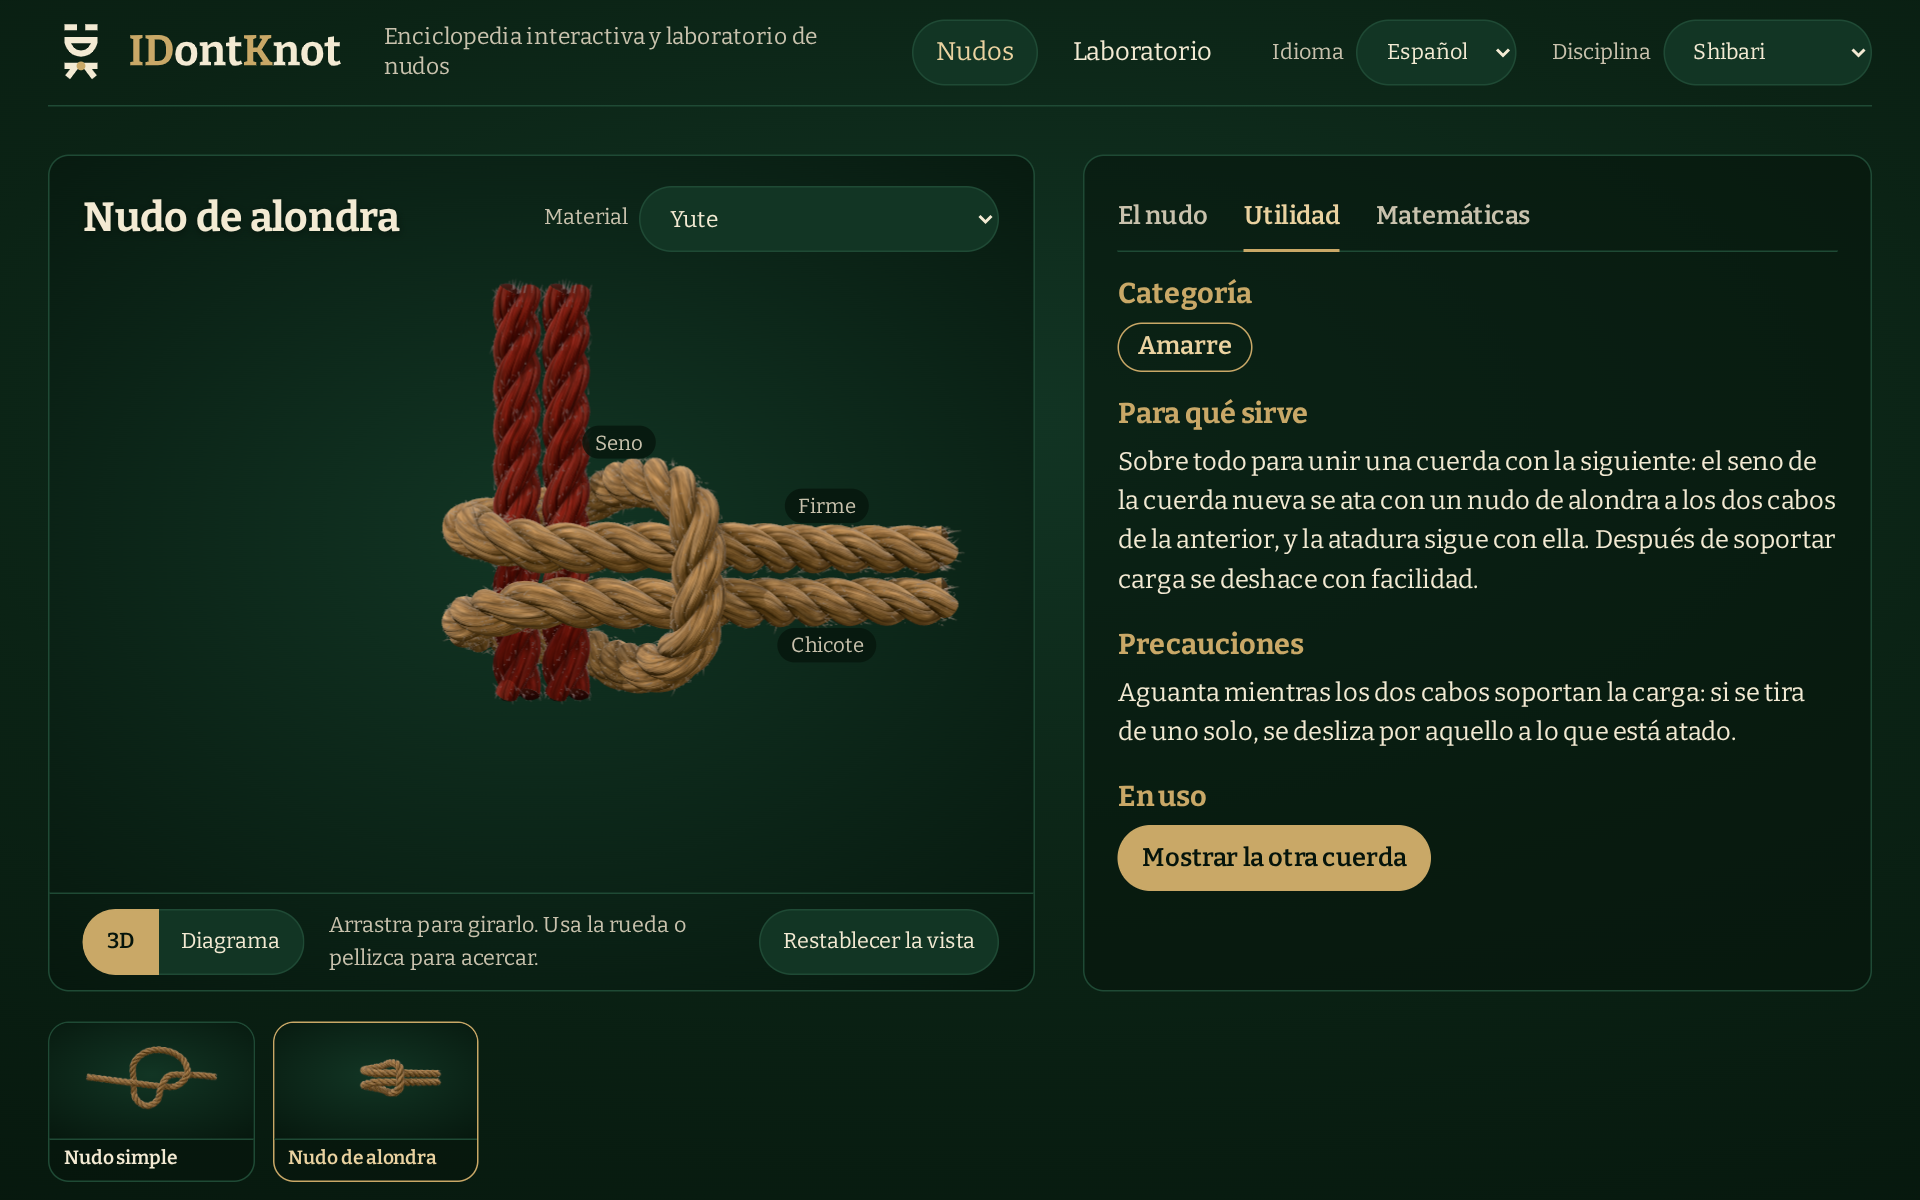 IDontKnot
Enciclopedia interactiva y laboratorio de
nudos
Nudos
Laboratorio
Idioma
Español
Disciplina
Shibari
Nudo de alondra
Material
Yute
Seno
Firme
Chicote
3D
Diagrama
Arrastra para girarlo. Usa la rueda o
pellizca para acercar.
Restablecer la vista
El nudo
Utilidad
Matemáticas
Categoría
Amarre
Para qué sirve
Sobre todo para unir una cuerda con la siguiente: el seno de
la cuerda nueva se ata con un nudo de alondra a los dos cabos
de la anterior, y la atadura sigue con ella. Después de soportar
carga se deshace con facilidad.
Precauciones
Aguanta mientras los dos cabos soportan la carga: si se tira
de uno solo, se desliza por aquello a lo que está atado.
En uso
Mostrar la otra cuerda
Nudo simple
Nudo de alondra